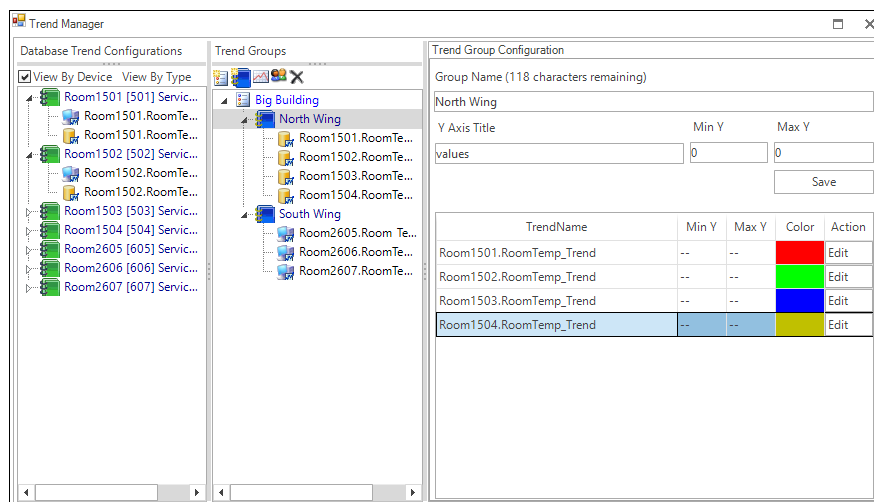 Trend Manager
Database Trend Configurations
View By Device View By Type
Room1501 [501] Servic...
Room1501.RoomTe...
Room1501.RoomTe...
Room1502 [502] Servic...
Room1502.RoomTe...
Room1502.RoomTe...
Room1503 [503] Servic...
Room1504 [504] Servic...
Room2605 [605] Servic...
Room2606 [606] Servic...
Room2607 [607] Servic...
Trend Groups
Big Building
North Wing
Room1501.RoomTe...
Room1502.RoomTe...
Room1503.RoomTe...
Room1504.RoomTe...
South Wing
Room2605.Room Te...
Room2606.RoomTe...
Room2607.RoomTe...
Trend Group Configuration
Group Name (118 characters remaining)
North Wing
Y Axis Title Min Y Max Y
values 0 0
Save
TrendName Min Y Max Y Color Action
Room1501.RoomTemp_Trend -- -- Edit
Room1502.RoomTemp_Trend -- -- Edit
Room1503.RoomTemp_Trend -- -- Edit
Room1504.RoomTemp_Trend -- -- Edit